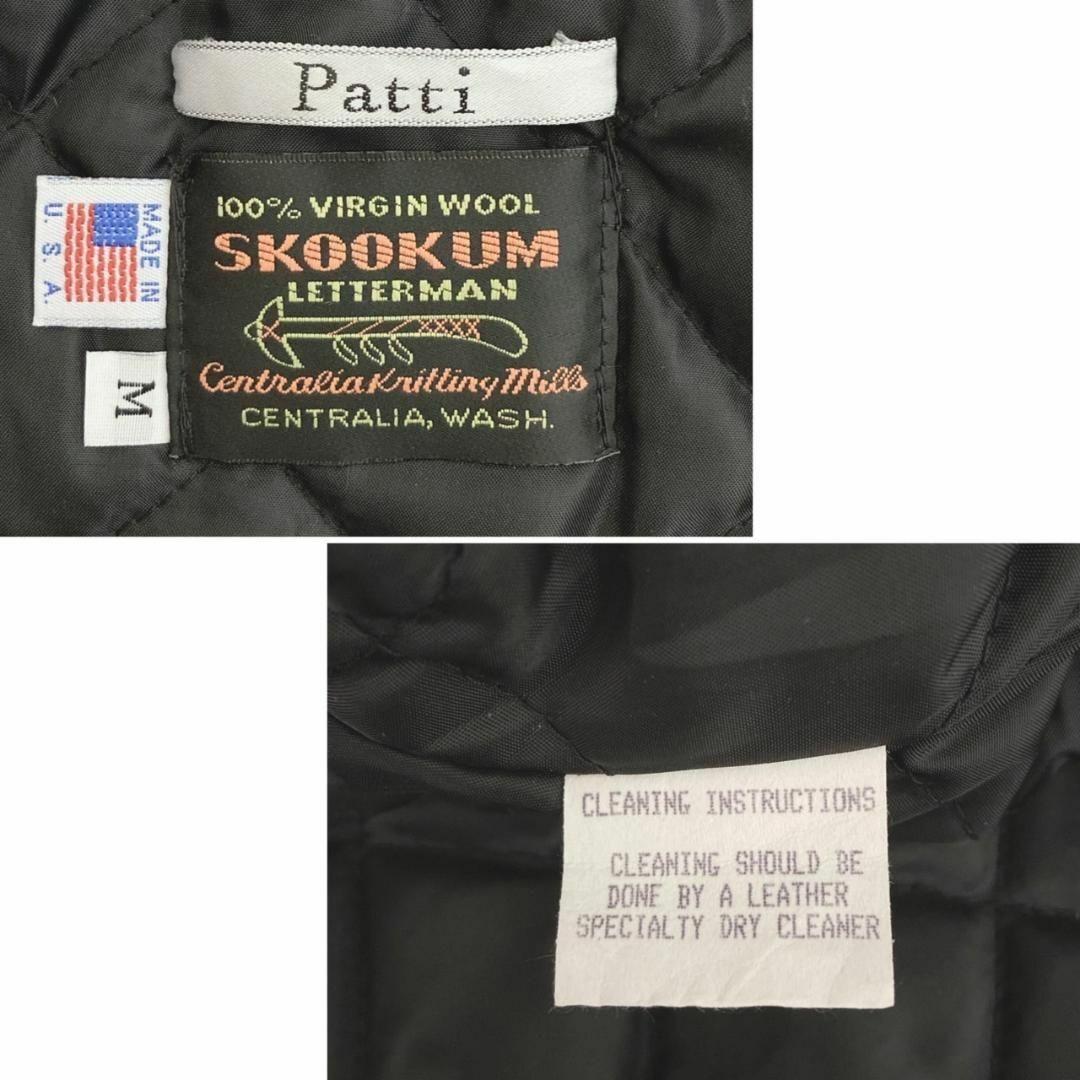 Patti
100% VIRGIN WOOL
SKOOKUM
LETTERMAN
Centralia Knitting Mills
CENTRALIA, WASH.
MADE IN
U.S.A.
M
CLEANING INSTRUCTIONS
CLEANING SHOULD BE
DONE BY A LEATHER
SPECIALTY DRY CLEANER